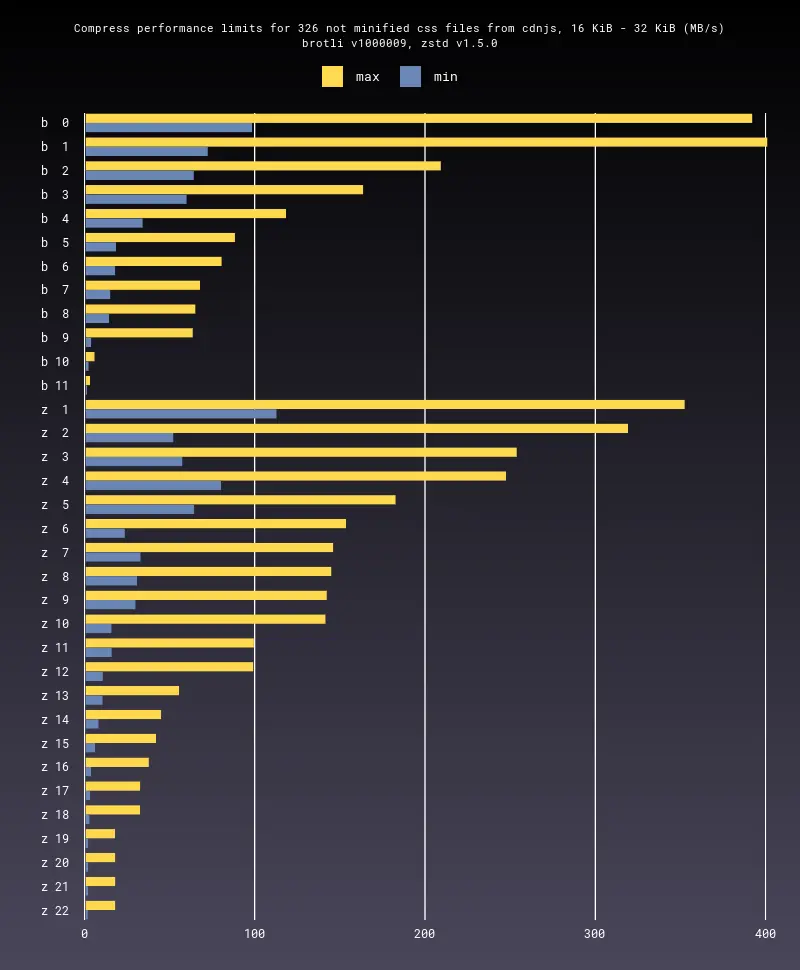 Compress performance limits for 326 not minified css files from cdnjs, 16 KiB - 32 KiB (MB/s)
brotli v1000009, zstd v1.5.0
max min
b 0
b 1
b 2
b 3
b 4
b 5
b 6
b 7
b 8
b 9
b 10
b 11
z 1
z 2
z 3
z 4
z 5
z 6
z 7
z 8
z 9
z 10
z 11
z 12
z 13
z 14
z 15
z 16
z 17
z 18
z 19
z 20
z 21
z 22
0 100 200 300 400